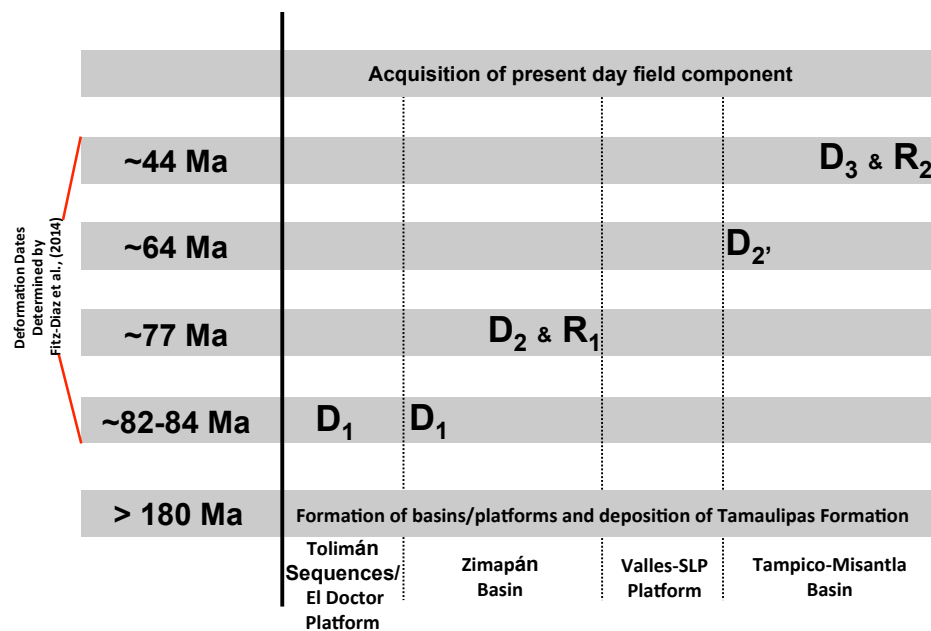 Acquisition of present day field component
~44 Ma
D3 & R2
~64 Ma
D2’
~77 Ma
D2 & R1
~82-84 Ma
D1
D1
> 180 Ma
Formation of basins/platforms and deposition of Tamaulipas Formation
Deformation Dates
Determined by
Fitz-Diaz et al., (2014)
Tolimán
Sequences/
El Doctor
Platform
Zimapán
Basin
Valles-SLP
Platform
Tampico-Misantla
Basin